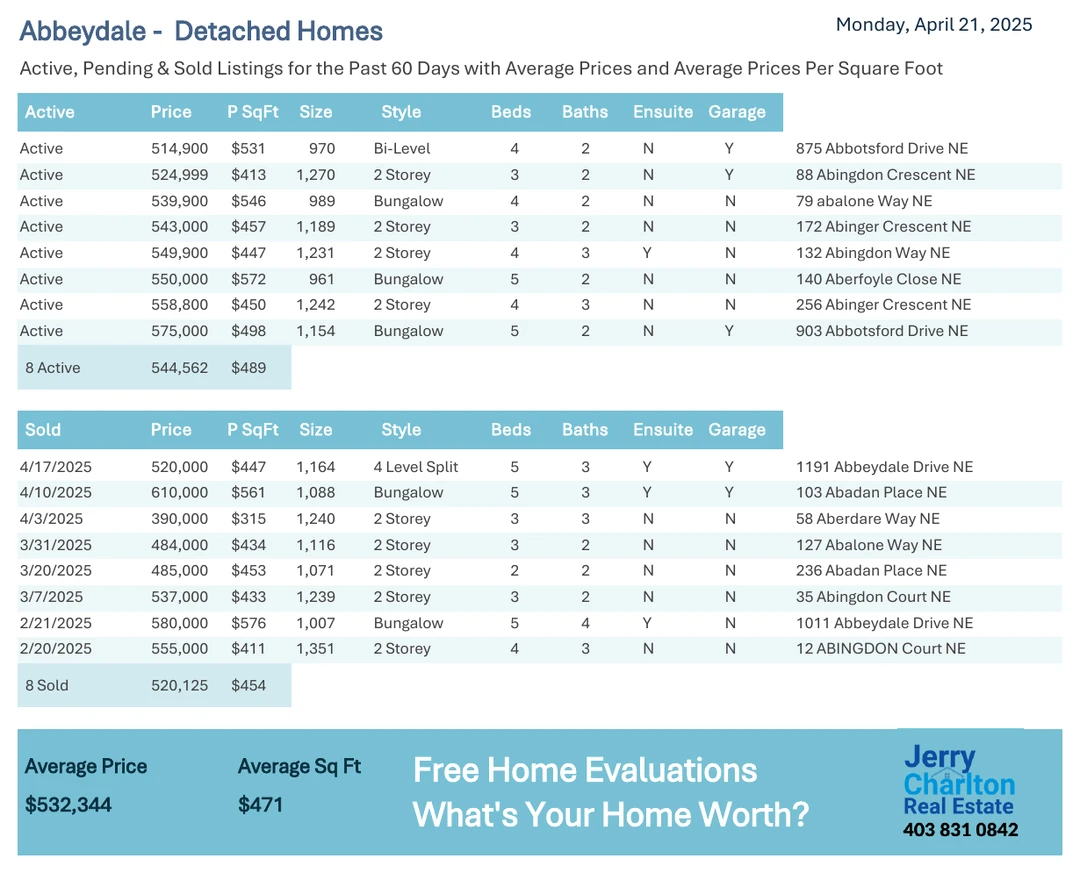 Abbeydale - Detached Homes
Monday, April 21, 2025
Active, Pending & Sold Listings for the Past 60 Days with Average Prices and Average Prices Per Square Foot
Active Price P SqFt Size Style Beds Baths Ensuite Garage
Active 514,900 $531 970 Bi-Level 4 2 N Y 875 Abbotsford Drive NE
Active 524,999 $413 1,270 2 Storey 3 2 N Y 88 Abingdon Crescent NE
Active 539,900 $546 989 Bungalow 4 2 N N 79 abalone Way NE
Active 543,000 $457 1,189 2 Storey 3 2 N N 172 Abinger Crescent NE
Active 549,900 $447 1,231 2 Storey 4 3 Y N 132 Abingdon Way NE
Active 550,000 $572 961 Bungalow 5 2 N N 140 Aberfoyle Close NE
Active 558,800 $450 1,242 2 Storey 4 3 N N 256 Abinger Crescent NE
Active 575,000 $498 1,154 Bungalow 5 2 N Y 903 Abbotsford Drive NE
8 Active 544,562 $489
Sold Price P SqFt Size Style Beds Baths Ensuite Garage
4/17/2025 520,000 $447 1,164 4 Level Split 5 3 Y Y 1191 Abbeydale Drive NE
4/10/2025 610,000 $561 1,088 Bungalow 5 3 Y Y 103 Abadan Place NE
4/3/2025 390,000 $315 1,240 2 Storey 3 3 N N 58 Aberdare Way NE
3/31/2025 484,000 $434 1,116 2 Storey 3 2 N N 127 Abalone Way NE
3/20/2025 485,000 $453 1,071 2 Storey 2 2 N N 236 Abadan Place NE
3/7/2025 537,000 $433 1,239 2 Storey 3 2 N N 35 Abingdon Court NE
2/21/2025 580,000 $576 1,007 Bungalow 5 4 Y N 1011 Abbeydale Drive NE
2/20/2025 555,000 $411 1,351 2 Storey 4 3 N N 12 ABINGDON Court NE
8 Sold 520,125 $454
Average Price Average Sq Ft
$532,344 $471
Free Home Evaluations
What's Your Home Worth?
Jerry
Charlton
Real Estate
403 831 0842